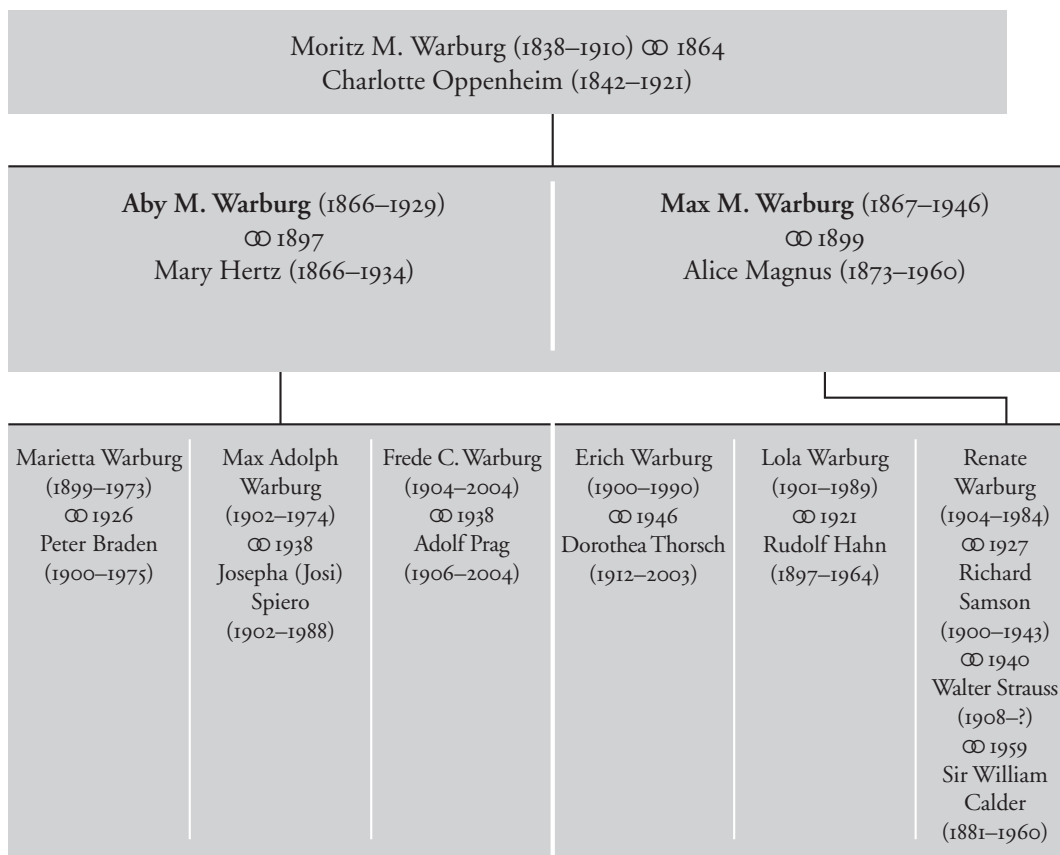 Moritz M. Warburg (1838–1910) ⚭ 1864
Charlotte Oppenheim (1842–1921)
Aby M. Warburg (1866–1929)
⚭ 1897
Mary Hertz (1866–1934)
Max M. Warburg (1867–1946)
⚭ 1899
Alice Magnus (1873–1960)
Marietta Warburg
(1899–1973)
⚭ 1926
Peter Braden
(1900–1975)
Max Adolph
Warburg
(1902–1974)
⚭ 1938
Josepha (Josi)
Spiero
(1902–1988)
Frede C. Warburg
(1904–2004)
⚭ 1938
Adolf Prag
(1906–2004)
Erich Warburg
(1900–1990)
⚭ 1946
Dorothea Thorsch
(1912–2003)
Lola Warburg
(1901–1989)
⚭ 1921
Rudolf Hahn
(1897–1964)
Renate
Warburg
(1904–1984)
⚭ 1927
Richard
Samson
(1900–1943)
⚭ 1940
Walter Strauss
(1908–?)
⚭ 1959
Sir William
Calder
(1881–1960)